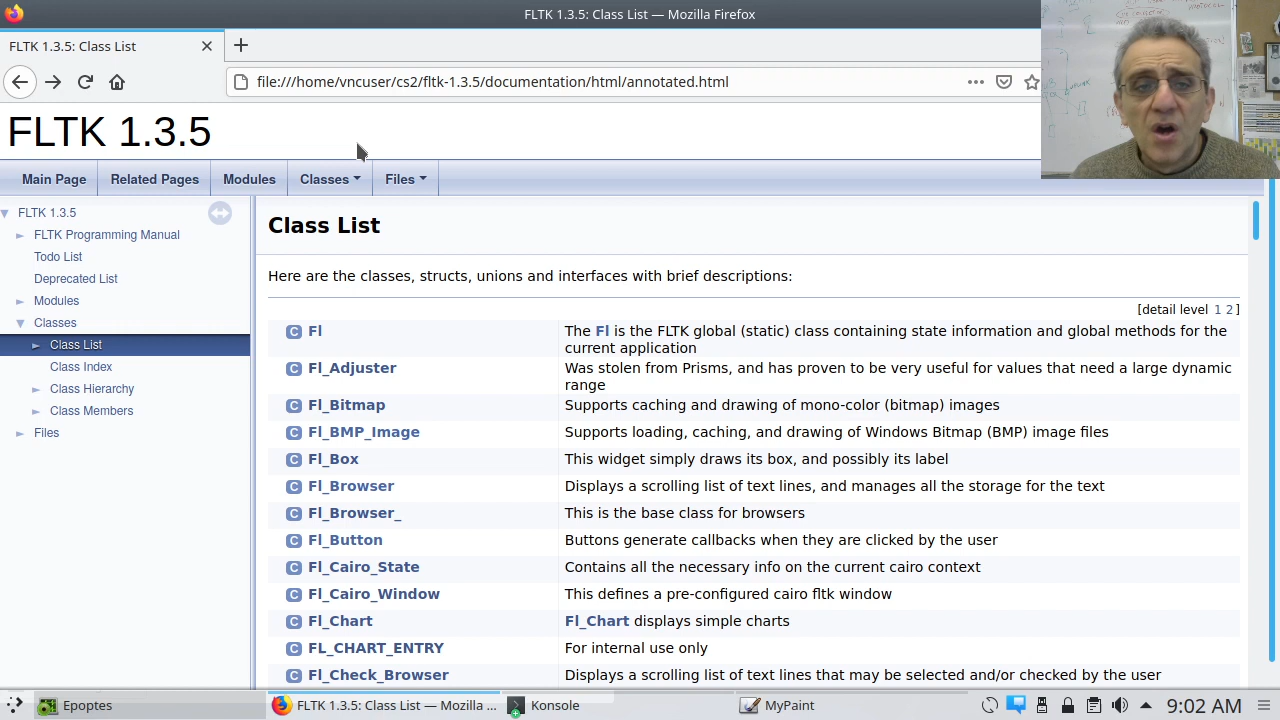 FLTK 1.3.5: Class List — Mozilla Firefox
FLTK 1.3.5: Class List
file:///home/vncuser/cs2/fltk-1.3.5/documentation/html/annotated.html
FLTK 1.3.5
Main Page Related Pages Modules Classes Files
FLTK 1.3.5
FLTK Programming Manual
Todo List
Deprecated List
Modules
Classes
Class List
Class Index
Class Hierarchy
Class Members
Files
Class List
Here are the classes, structs, unions and interfaces with brief descriptions:
[detail level 1 2]
C Fl The Fl is the FLTK global (static) class containing state information and global methods for the
current application
C Fl_Adjuster Was stolen from Prisms, and has proven to be very useful for values that need a large dynamic
range
C Fl_Bitmap Supports caching and drawing of mono-color (bitmap) images
C Fl_BMP_Image Supports loading, caching, and drawing of Windows Bitmap (BMP) image files
C Fl_Box This widget simply draws its box, and possibly its label
C Fl_Browser Displays a scrolling list of text lines, and manages all the storage for the text
C Fl_Browser_ This is the base class for browsers
C Fl_Button Buttons generate callbacks when they are clicked by the user
C Fl_Cairo_State Contains all the necessary info on the current cairo context
C Fl_Cairo_Window This defines a pre-configured cairo fltk window
C Fl_Chart Fl_Chart displays simple charts
C FL_CHART_ENTRY For internal use only
C Fl_Check_Browser Displays a scrolling list of text lines that may be selected and/or checked by the user
Epoptes FLTK 1.3.5: Class List — Mozilla ... Konsole MyPaint 9:02 AM